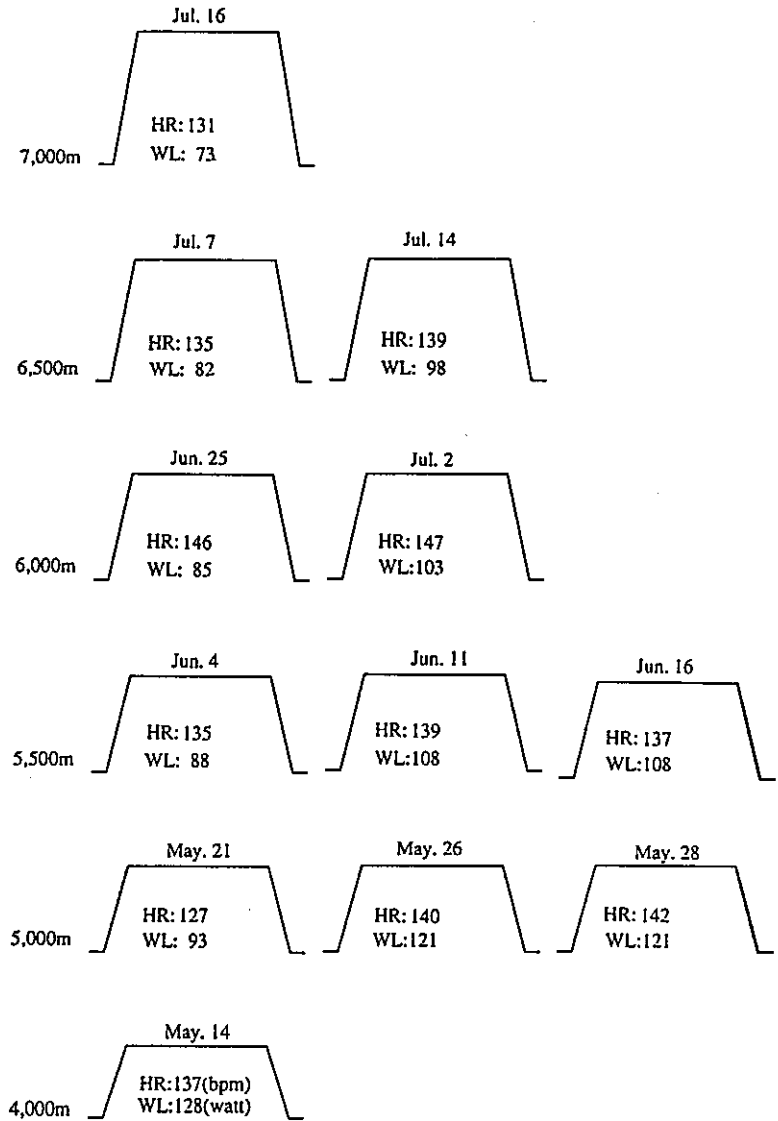 Jul. 16
HR: 131
7,000m WL: 73
Jul. 7 Jul. 14
HR: 135 HR: 139
6,500m WL: 82 WL: 98
Jun. 25 Jul. 2
HR: 146 HR: 147
6,000m WL: 85 WL:103
Jun. 4 Jun. 11 Jun. 16
HR: 135 HR: 139 HR: 137
5,500m WL: 88 WL:108 WL:108
May. 21 May. 26 May. 28
HR: 127 HR: 140 HR: 142
5,000m WL: 93 WL:121 WL:121
May. 14
HR:137(bpm)
4,000m WL:128(watt)